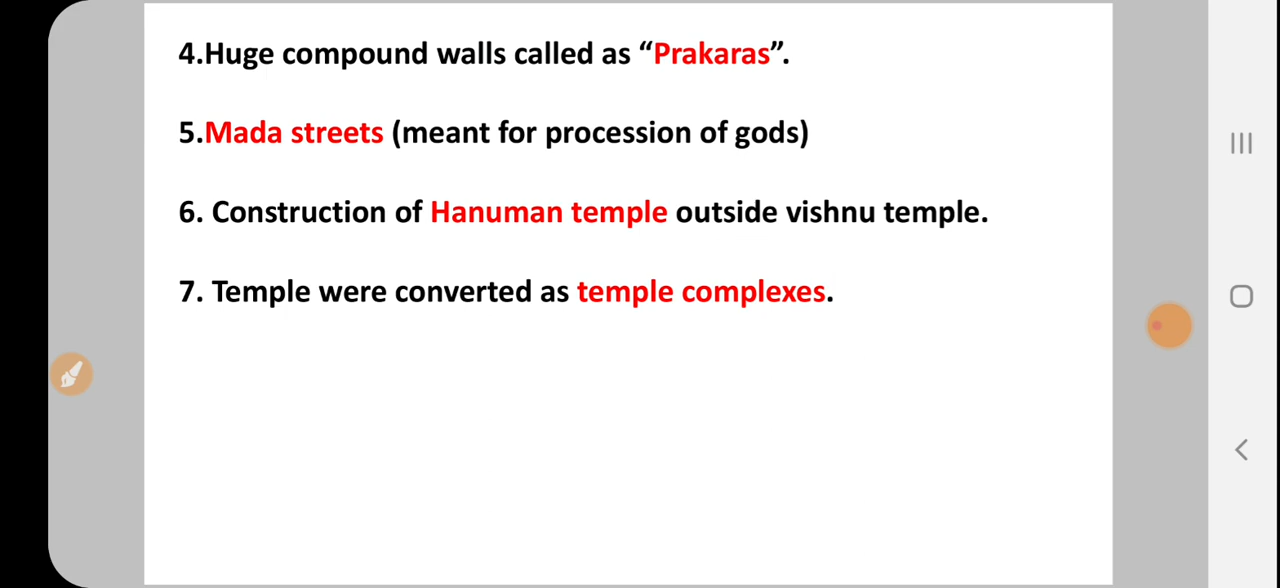 4.Huge compound walls called as “Prakaras”.
5.Mada streets (meant for procession of gods)
6. Construction of Hanuman temple outside vishnu temple.
7. Temple were converted as temple complexes.